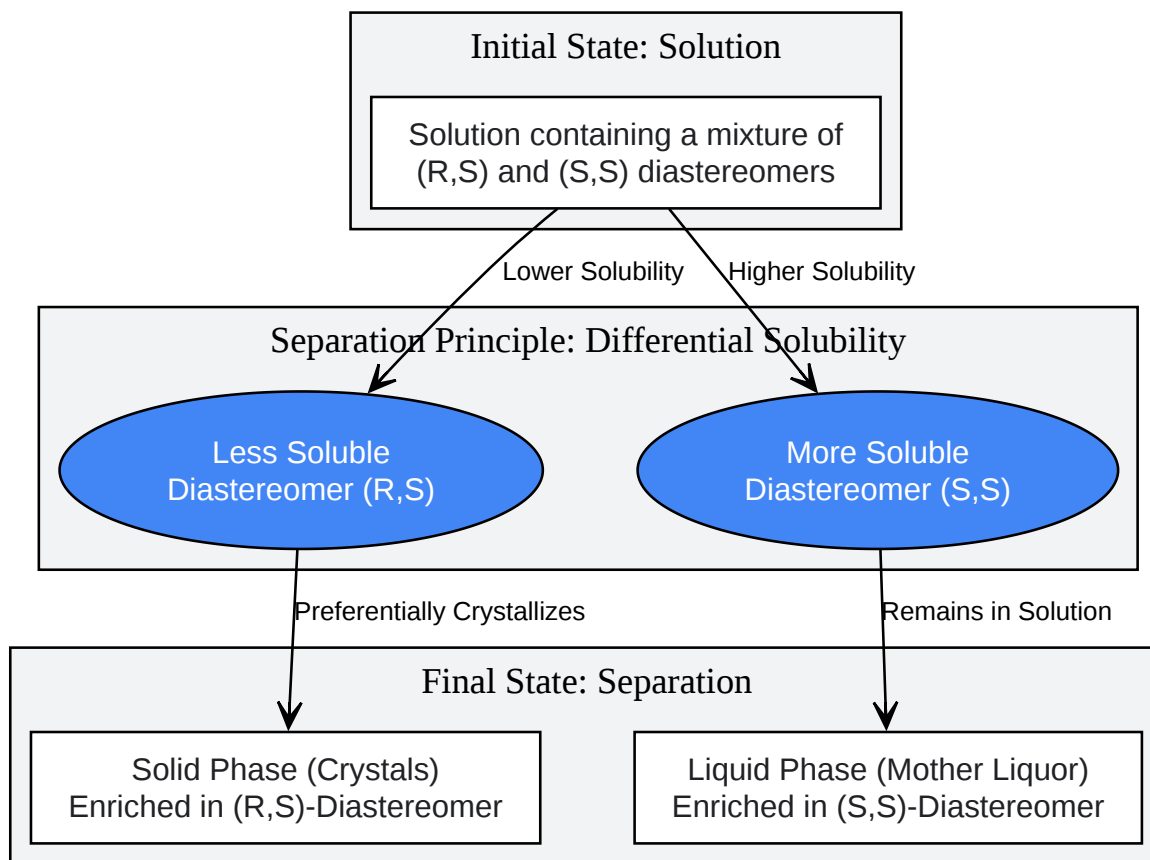 Initial State: Solution
Solution containing a mixture of
(R,S) and (S,S) diastereomers
Lower Solubility
Higher Solubility
Separation Principle: Differential Solubility
Less Soluble
Diastereomer (R,S)
More Soluble
Diastereomer (S,S)
Preferentially Crystallizes
Remains in Solution
Final State: Separation
Solid Phase (Crystals)
Enriched in (R,S)-Diastereomer
Liquid Phase (Mother Liquor)
Enriched in (S,S)-Diastereomer